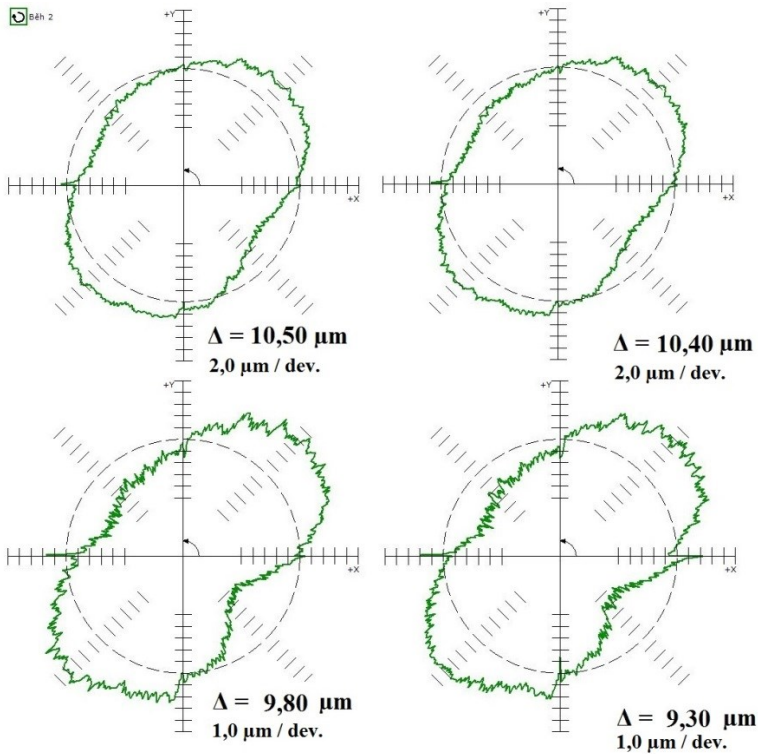 Běh 2
+Y
+X
Δ = 10,50 µm
2,0 µm / dev.
+Y
+X
Δ = 10,40 µm
2,0 µm / dev.
+Y
+X
Δ = 9,80 µm
1,0 µm / dev.
+Y
+X
Δ = 9,30 µm
1,0 µm / dev.